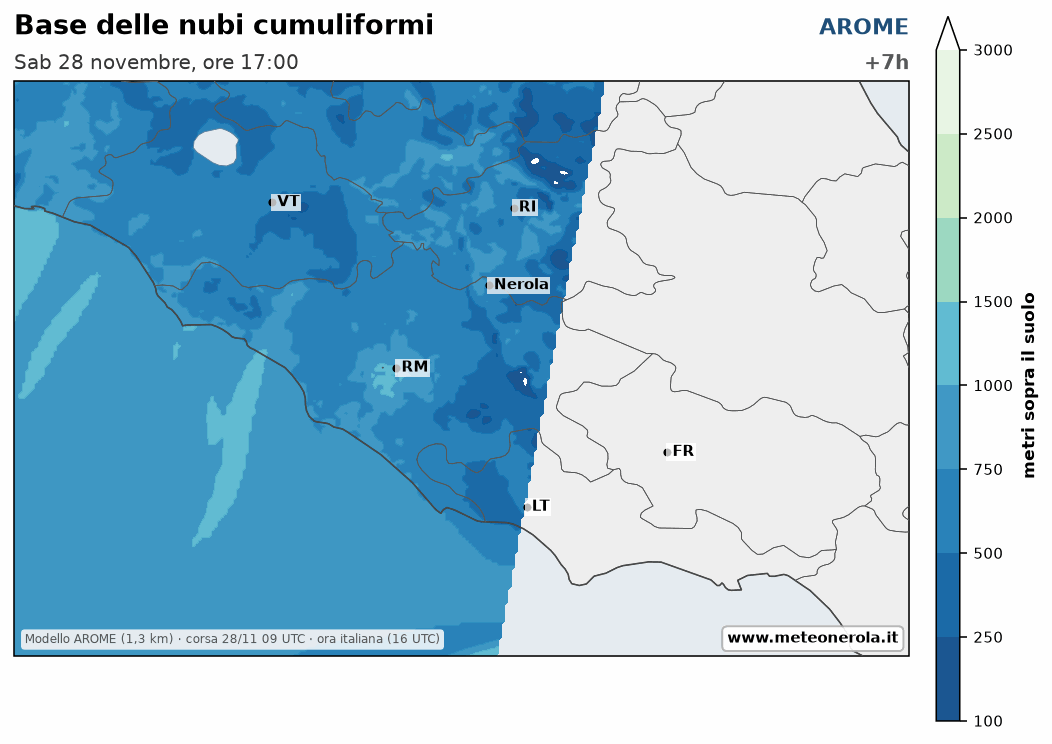 Base delle nubi cumuliformi
AROME
Sab 28 novembre, ore 17:00
+7h
3000
2500
2000
1500
1000
750
500
250
100
metri sopra il suolo
VT
RI
Nerola
RM
FR
LT
Modello AROME (1,3 km) · corsa 28/11 09 UTC · ora italiana (16 UTC)
www.meteonerola.it